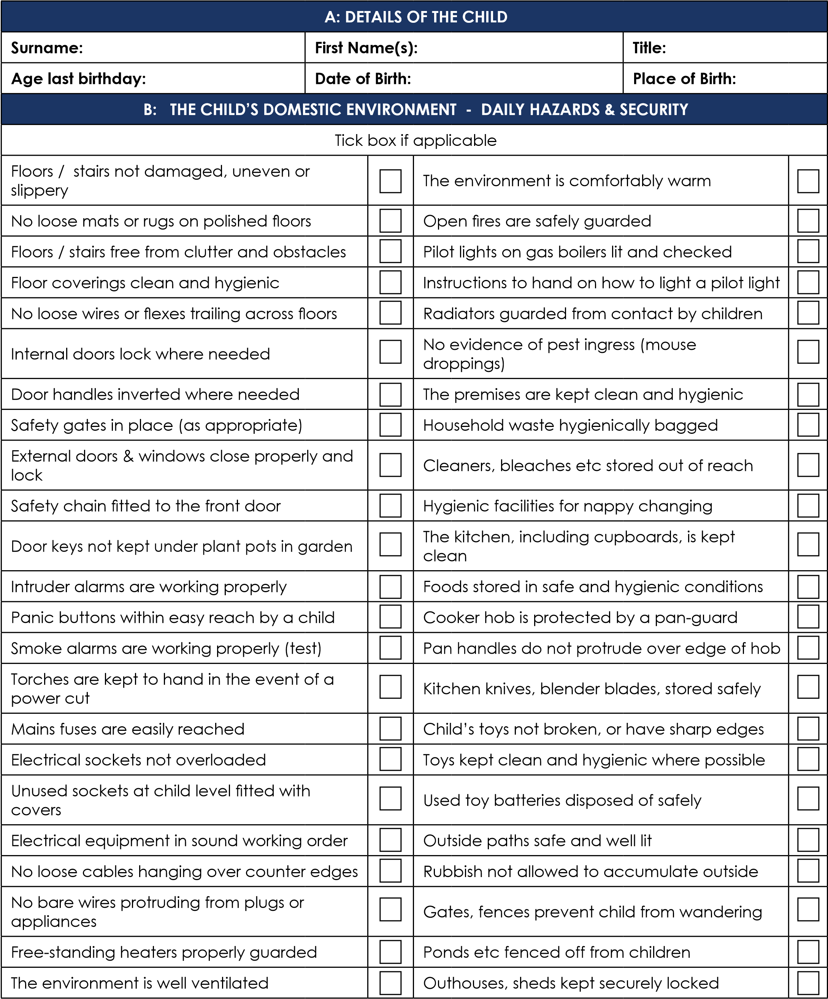 A: DETAILS OF THE CHILD
Surname: First Name(s): Title:
Age last birthday: Date of Birth: Place of Birth:
B: THE CHILD’S DOMESTIC ENVIRONMENT - DAILY HAZARDS & SECURITY
Tick box if applicable
Floors / stairs not damaged, uneven or
slippery
The environment is comfortably warm
No loose mats or rugs on polished floors
Open fires are safely guarded
Floors / stairs free from clutter and obstacles
Pilot lights on gas boilers lit and checked
Floor coverings clean and hygienic
Instructions to hand on how to light a pilot light
No loose wires or flexes trailing across floors
Radiators guarded from contact by children
Internal doors lock where needed
No evidence of pest ingress (mouse
droppings)
Door handles inverted where needed
The premises are kept clean and hygienic
Safety gates in place (as appropriate)
Household waste hygienically bagged
External doors & windows close properly and
lock
Cleaners, bleaches etc stored out of reach
Safety chain fitted to the front door
Hygienic facilities for nappy changing
Door keys not kept under plant pots in garden
The kitchen, including cupboards, is kept
clean
Intruder alarms are working properly
Foods stored in safe and hygienic conditions
Panic buttons within easy reach by a child
Cooker hob is protected by a pan-guard
Smoke alarms are working properly (test)
Pan handles do not protrude over edge of hob
Torches are kept to hand in the event of a
power cut
Kitchen knives, blender blades, stored safely
Mains fuses are easily reached
Child’s toys not broken, or have sharp edges
Electrical sockets not overloaded
Toys kept clean and hygienic where possible
Unused sockets at child level fitted with
covers
Used toy batteries disposed of safely
Electrical equipment in sound working order
Outside paths safe and well lit
No loose cables hanging over counter edges
Rubbish not allowed to accumulate outside
No bare wires protruding from plugs or
appliances
Gates, fences prevent child from wandering
Free-standing heaters properly guarded
Ponds etc fenced off from children
The environment is well ventilated
Outhouses, sheds kept securely locked